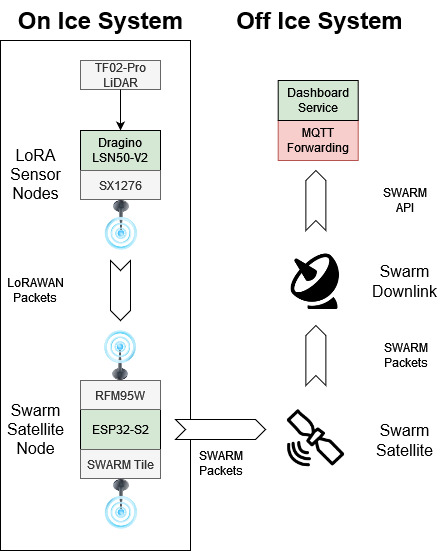 On Ice System
Off Ice System
TF02-Pro
LiDAR
Dragino
LSN50-V2
SX1276
LoRA
Sensor
Nodes
LoRAWAN
Packets
RFM95W
ESP32-S2
SWARM Tile
Swarm
Satellite
Node
SWARM
Packets
Dashboard
Service
MQTT
Forwarding
SWARM
API
Swarm
Downlink
SWARM
Packets
Swarm
Satellite